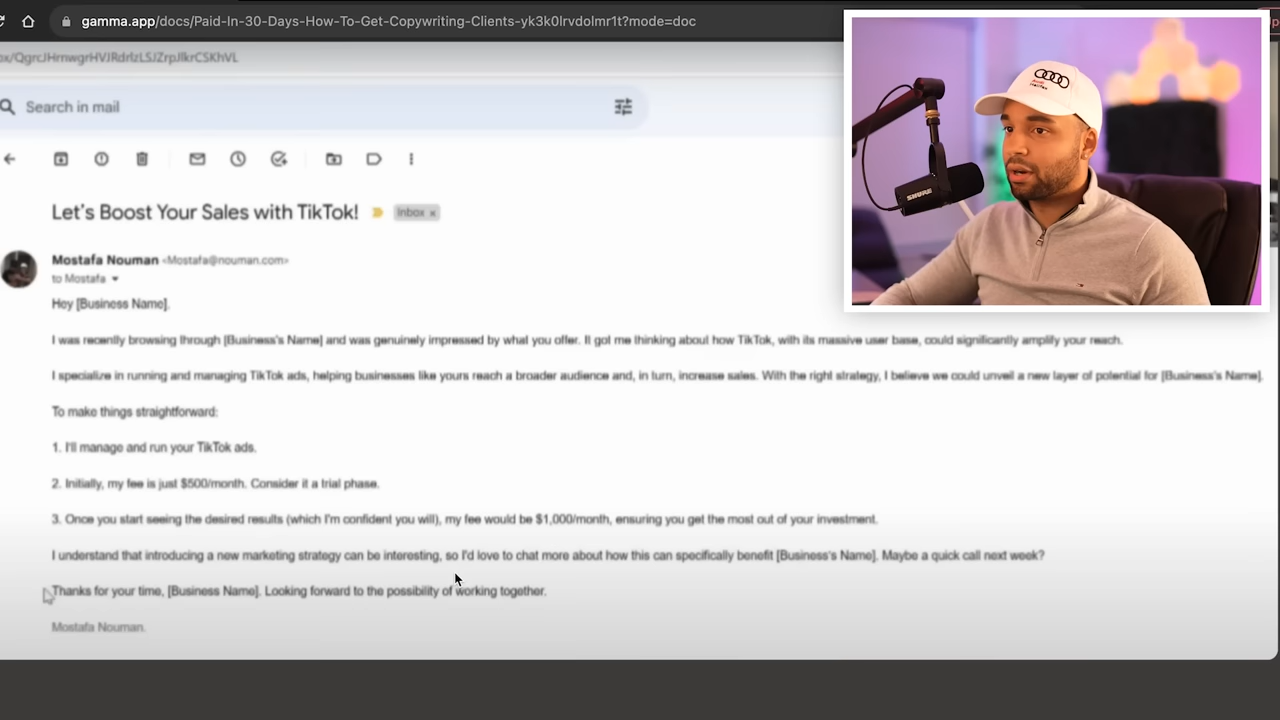 gamma.app/docs/Paid-In-30-Days-How-To-Get-Copywriting-Clients-yk3k0lrvdolmr1t?mode=doc
Search in mail
Let's Boost Your Sales with TikTok!
Inbox x
Mostafa Nouman <Mostafa@nouman.com>
to Mostafa
Hey [Business Name].
I was recently browsing through [Business's Name] and was genuinely impressed by what you offer. It got me thinking about how TikTok, with its massive user base, could significantly amplify your reach.
I specialize in running and managing TikTok ads, helping businesses like yours reach a broader audience and, in turn, increase sales. With the right strategy, I believe we could unveil a new layer of potential for [Business's Name].
To make things straightforward:
1. I'll manage and run your TikTok ads.
2. Initially, my fee is just $500/month. Consider it a trial phase.
3. Once you start seeing the desired results (which I'm confident you will), my fee would be $1,000/month, ensuring you get the most out of your investment.
I understand that introducing a new marketing strategy can be interesting, so I'd love to chat more about how this can specifically benefit [Business's Name]. Maybe a quick call next week?
Thanks for your time, [Business Name]. Looking forward to the possibility of working together.
Mostafa Nouman.
SHURE